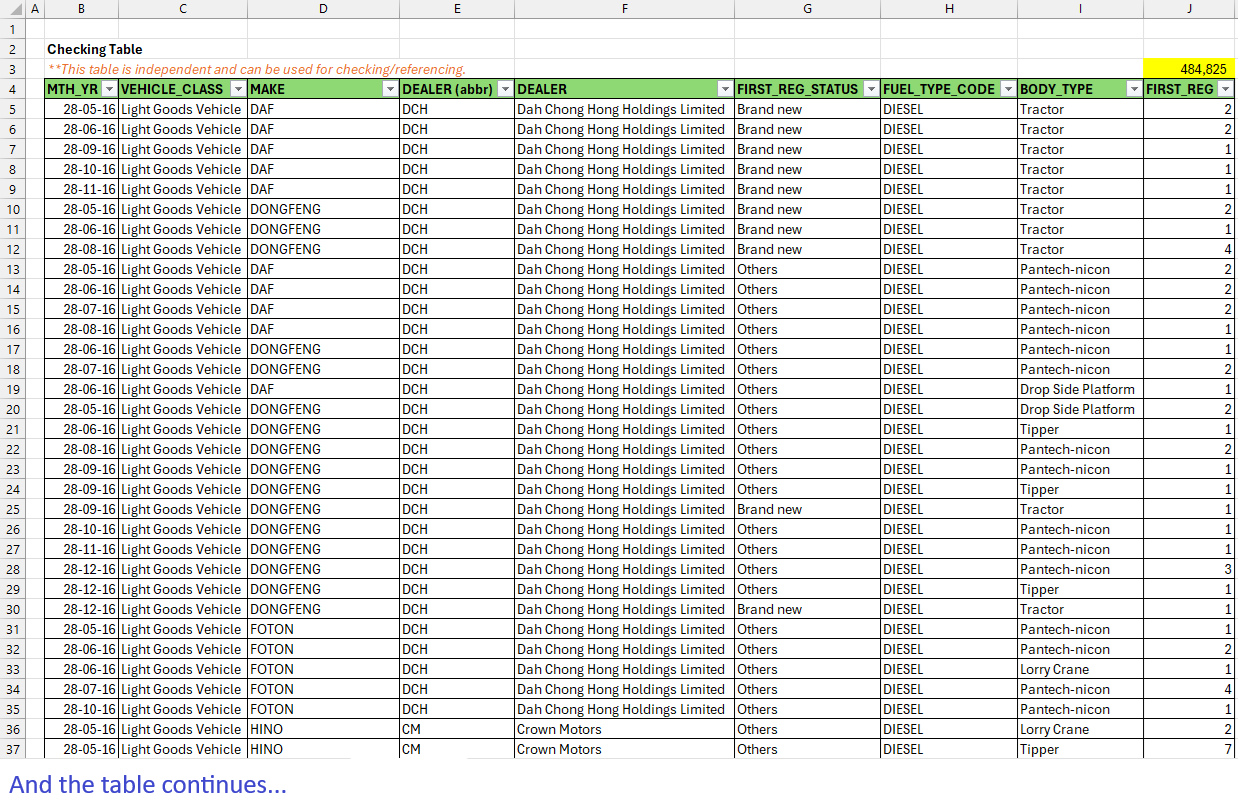 A B C D E F G H I J
1
2 Checking Table
3 **This table is independent and can be used for checking/referencing. 484,825
4 MTH_YR VEHICLE_CLASS MAKE DEALER (abbr) DEALER FIRST_REG_STATUS FUEL_TYPE_CODE BODY_TYPE FIRST_REG
5 28-05-16 Light Goods Vehicle DAF DCH Dah Chong Hong Holdings Limited Brand new DIESEL Tractor 2
6 28-06-16 Light Goods Vehicle DAF DCH Dah Chong Hong Holdings Limited Brand new DIESEL Tractor 2
7 28-09-16 Light Goods Vehicle DAF DCH Dah Chong Hong Holdings Limited Brand new DIESEL Tractor 1
8 28-10-16 Light Goods Vehicle DAF DCH Dah Chong Hong Holdings Limited Brand new DIESEL Tractor 1
9 28-11-16 Light Goods Vehicle DAF DCH Dah Chong Hong Holdings Limited Brand new DIESEL Tractor 1
10 28-05-16 Light Goods Vehicle DONGFENG DCH Dah Chong Hong Holdings Limited Brand new DIESEL Tractor 2
11 28-06-16 Light Goods Vehicle DONGFENG DCH Dah Chong Hong Holdings Limited Brand new DIESEL Tractor 1
12 28-08-16 Light Goods Vehicle DONGFENG DCH Dah Chong Hong Holdings Limited Brand new DIESEL Tractor 4
13 28-05-16 Light Goods Vehicle DAF DCH Dah Chong Hong Holdings Limited Others DIESEL Pantech-nicon 2
14 28-06-16 Light Goods Vehicle DAF DCH Dah Chong Hong Holdings Limited Others DIESEL Pantech-nicon 2
15 28-07-16 Light Goods Vehicle DAF DCH Dah Chong Hong Holdings Limited Others DIESEL Pantech-nicon 2
16 28-08-16 Light Goods Vehicle DAF DCH Dah Chong Hong Holdings Limited Others DIESEL Pantech-nicon 1
17 28-06-16 Light Goods Vehicle DONGFENG DCH Dah Chong Hong Holdings Limited Others DIESEL Pantech-nicon 1
18 28-07-16 Light Goods Vehicle DONGFENG DCH Dah Chong Hong Holdings Limited Others DIESEL Pantech-nicon 2
19 28-06-16 Light Goods Vehicle DAF DCH Dah Chong Hong Holdings Limited Others DIESEL Drop Side Platform 1
20 28-05-16 Light Goods Vehicle DONGFENG DCH Dah Chong Hong Holdings Limited Others DIESEL Drop Side Platform 2
21 28-06-16 Light Goods Vehicle DONGFENG DCH Dah Chong Hong Holdings Limited Others DIESEL Tipper 1
22 28-08-16 Light Goods Vehicle DONGFENG DCH Dah Chong Hong Holdings Limited Others DIESEL Pantech-nicon 2
23 28-09-16 Light Goods Vehicle DONGFENG DCH Dah Chong Hong Holdings Limited Others DIESEL Pantech-nicon 1
24 28-09-16 Light Goods Vehicle DONGFENG DCH Dah Chong Hong Holdings Limited Others DIESEL Tipper 1
25 28-09-16 Light Goods Vehicle DONGFENG DCH Dah Chong Hong Holdings Limited Brand new DIESEL Tractor 1
26 28-10-16 Light Goods Vehicle DONGFENG DCH Dah Chong Hong Holdings Limited Others DIESEL Pantech-nicon 1
27 28-11-16 Light Goods Vehicle DONGFENG DCH Dah Chong Hong Holdings Limited Others DIESEL Pantech-nicon 1
28 28-12-16 Light Goods Vehicle DONGFENG DCH Dah Chong Hong Holdings Limited Others DIESEL Pantech-nicon 3
29 28-12-16 Light Goods Vehicle DONGFENG DCH Dah Chong Hong Holdings Limited Others DIESEL Tipper 1
30 28-12-16 Light Goods Vehicle DONGFENG DCH Dah Chong Hong Holdings Limited Brand new DIESEL Tractor 1
31 28-05-16 Light Goods Vehicle FOTON DCH Dah Chong Hong Holdings Limited Others DIESEL Pantech-nicon 1
32 28-06-16 Light Goods Vehicle FOTON DCH Dah Chong Hong Holdings Limited Others DIESEL Pantech-nicon 2
33 28-06-16 Light Goods Vehicle FOTON DCH Dah Chong Hong Holdings Limited Others DIESEL Lorry Crane 1
34 28-07-16 Light Goods Vehicle FOTON DCH Dah Chong Hong Holdings Limited Others DIESEL Pantech-nicon 4
35 28-10-16 Light Goods Vehicle FOTON DCH Dah Chong Hong Holdings Limited Others DIESEL Pantech-nicon 1
36 28-05-16 Light Goods Vehicle HINO CM Crown Motors Others DIESEL Lorry Crane 2
37 28-05-16 Light Goods Vehicle HINO CM Crown Motors Others DIESEL Tipper 7
And the table continues...